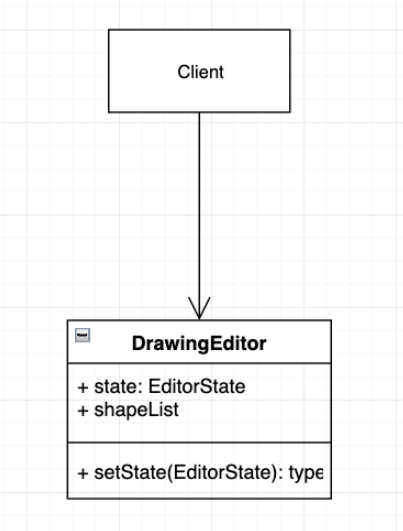 Client
DrawingEditor
+ state: EditorState
+ shapeList
+ setState(EditorState): type